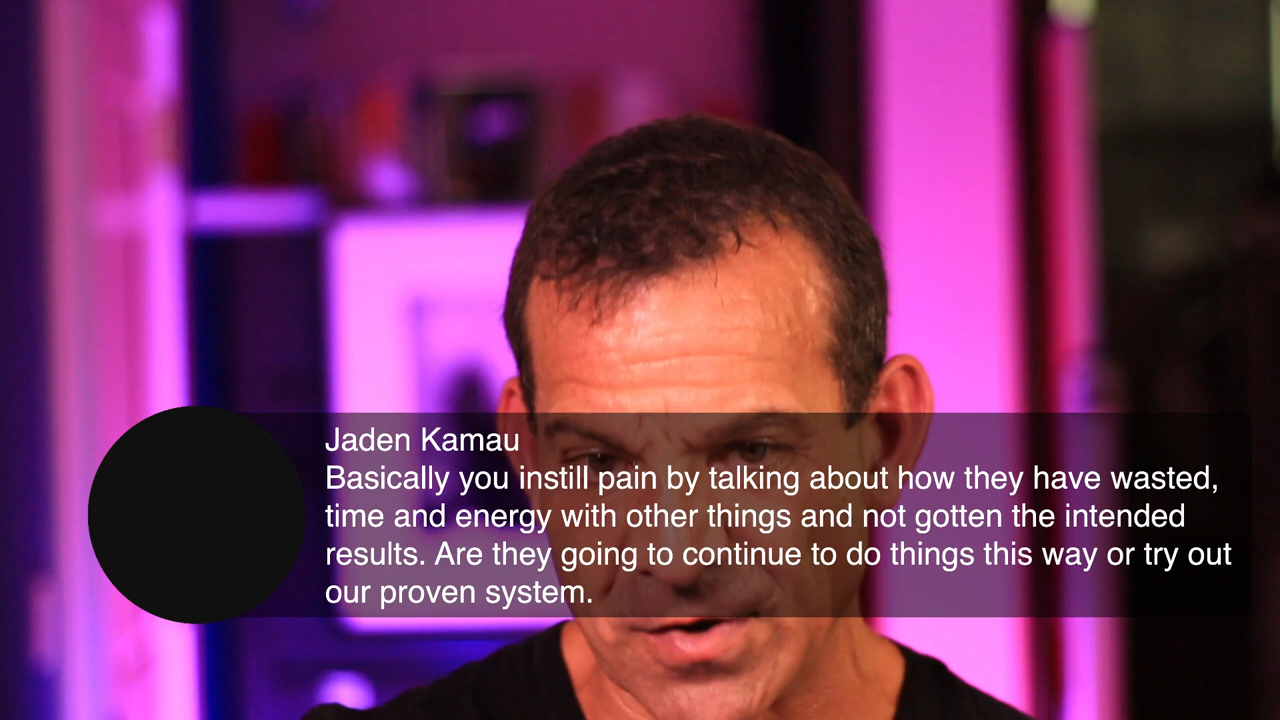 Jaden Kamau
Basically you instill pain by talking about how they have wasted,
time and energy with other things and not gotten the intended
results. Are they going to continue to do things this way or try out
our proven system.